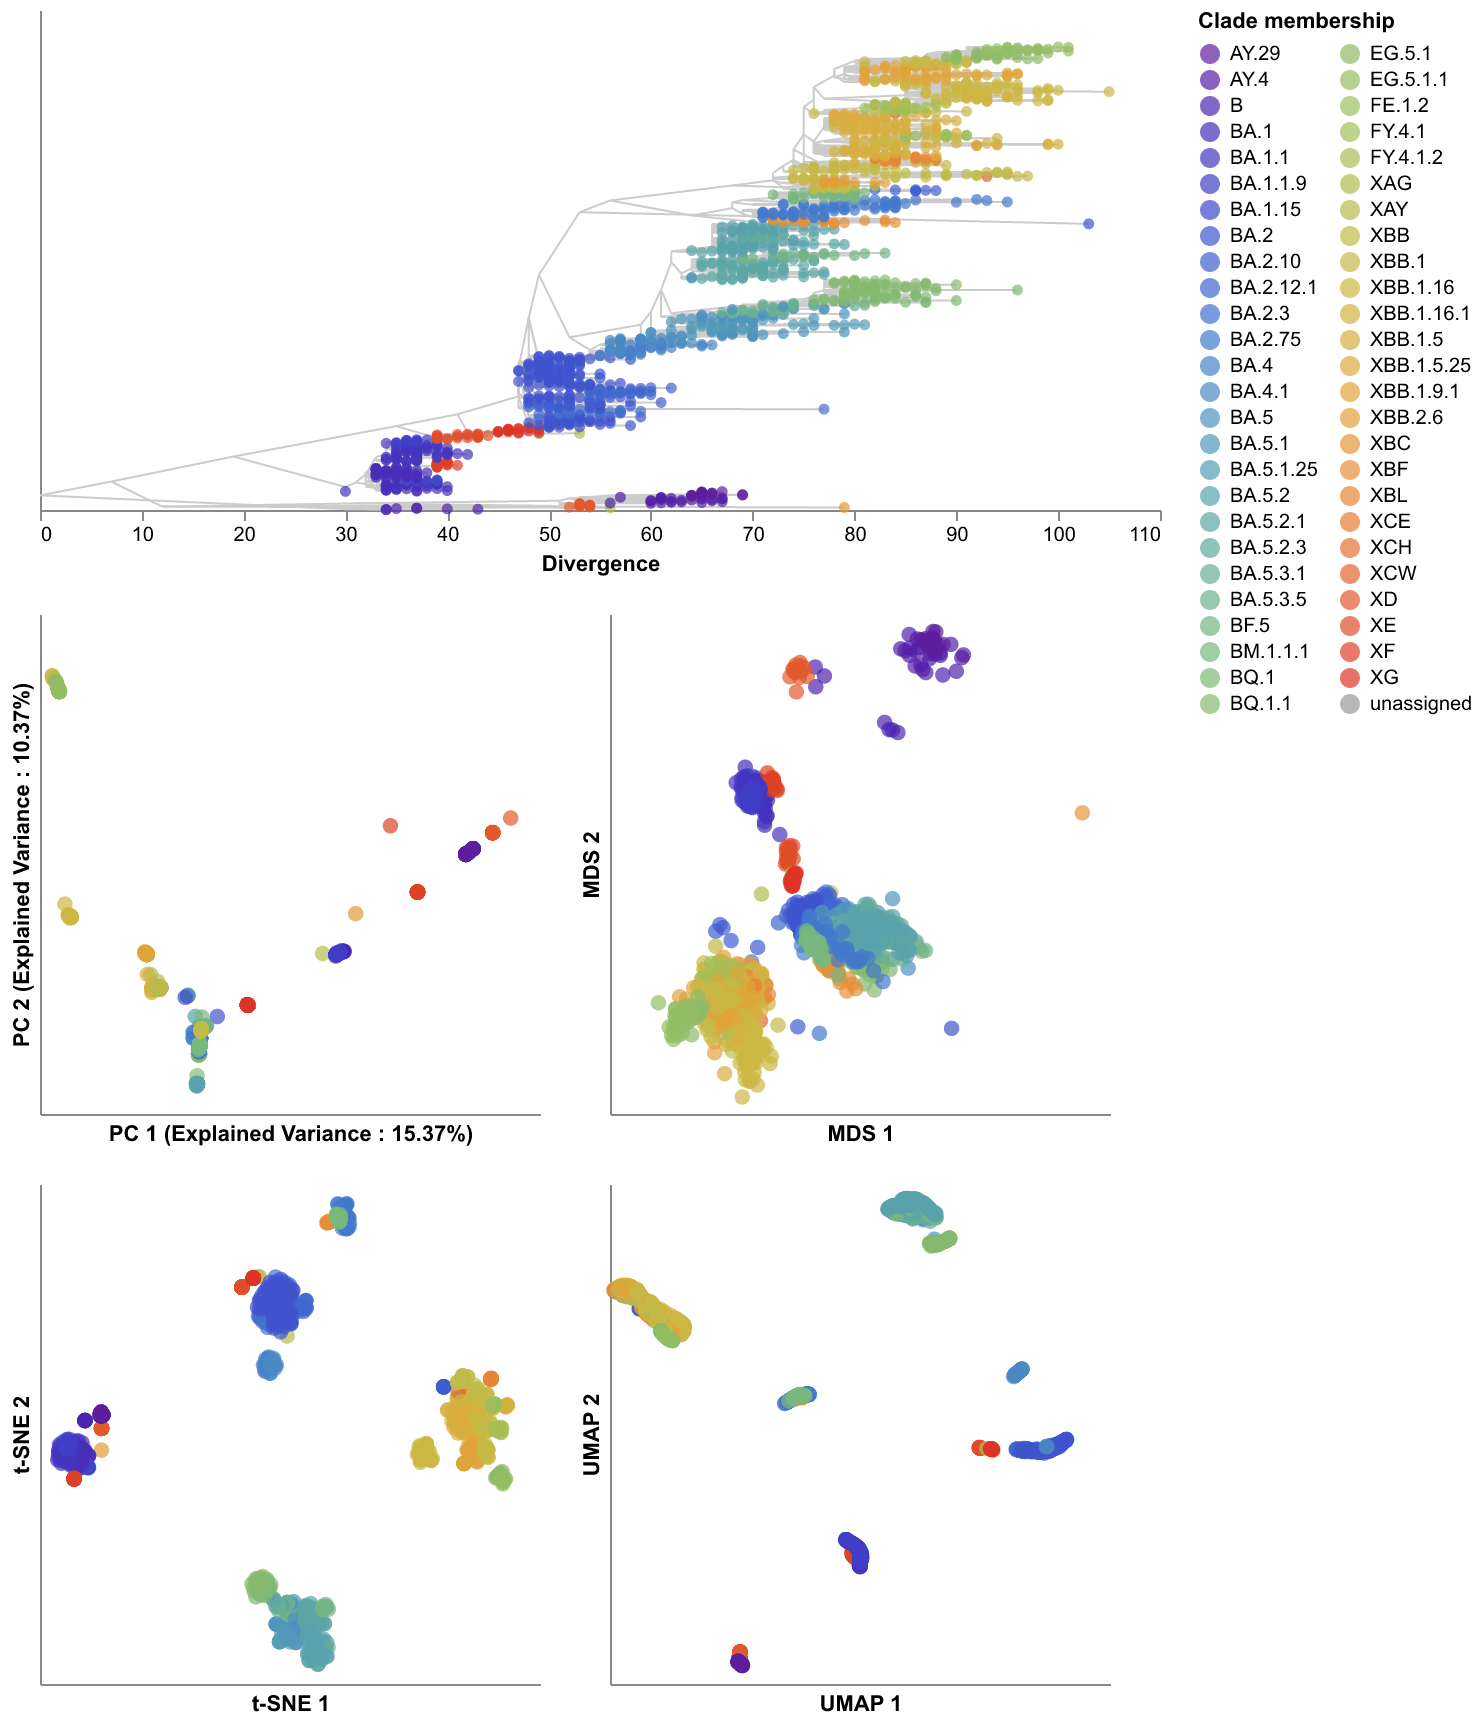 Clade membership
AY.29
AY.4
B
BA.1
BA.1.1
BA.1.1.9
BA.1.15
BA.2
BA.2.10
BA.2.12.1
BA.2.3
BA.2.75
BA.4
BA.4.1
BA.5
BA.5.1
BA.5.1.25
BA.5.2
BA.5.2.1
BA.5.2.3
BA.5.3.1
BA.5.3.5
BF.5
BM.1.1.1
BQ.1
BQ.1.1
EG.5.1
EG.5.1.1
FE.1.2
FY.4.1
FY.4.1.2
XAG
XAY
XBB
XBB.1
XBB.1.16
XBB.1.16.1
XBB.1.5
XBB.1.5.25
XBB.1.9.1
XBB.2.6
XBC
XBF
XBL
XCE
XCH
XCW
XD
XE
XF
XG
unassigned
0 10 20 30 40 50 60 70 80 90 100 110
Divergence
PC 2 (Explained Variance : 10.37%)
PC 1 (Explained Variance : 15.37%)
MDS 2
MDS 1
t-SNE 2
t-SNE 1
UMAP 2
UMAP 1